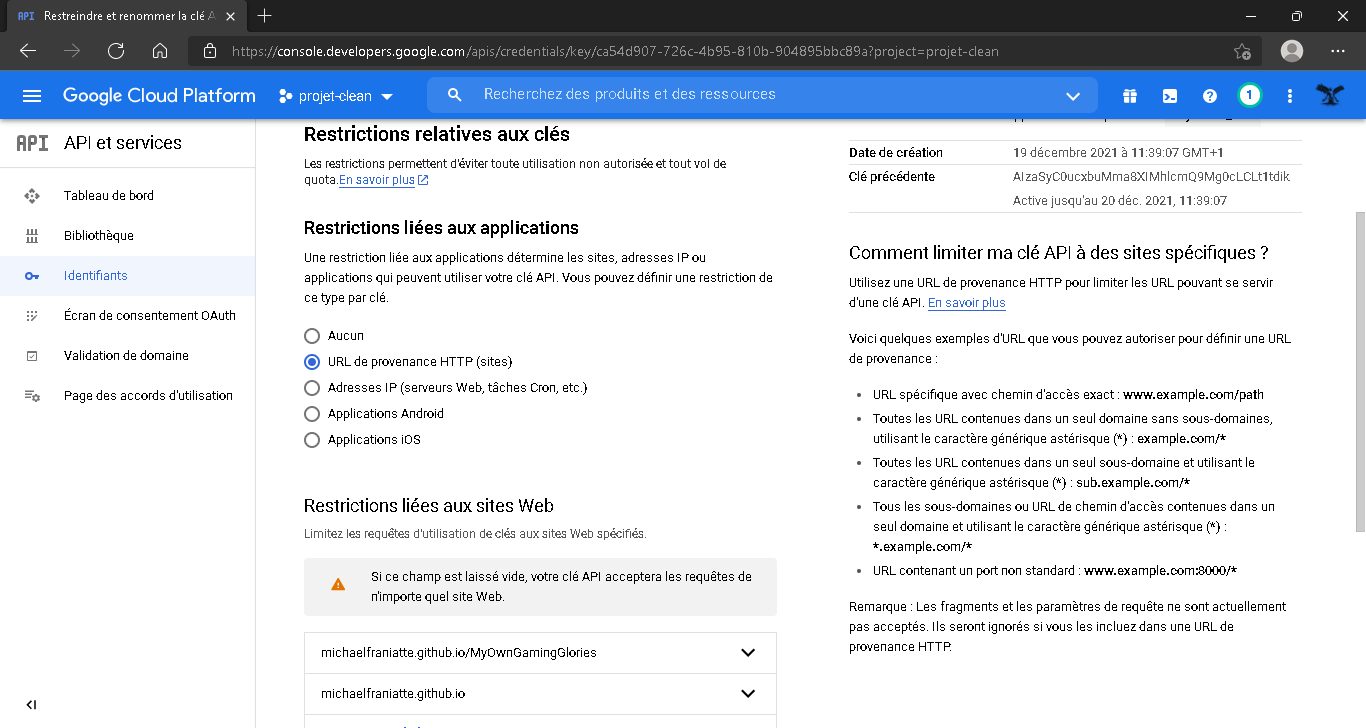 API Restreindre et renommer la clé A
https://console.developers.google.com/apis/credentials/key/ca54d907-726c-4b95-810b-904895bbc89a?project=projet-clean
Google Cloud Platform
projet-clean
Recherchez des produits et des ressources
1
API API et services
Tableau de bord
Bibliothèque
Identifiants
Écran de consentement OAuth
Validation de domaine
Page des accords d'utilisation
Restrictions relatives aux clés
Les restrictions permettent d'éviter toute utilisation non autorisée et tout vol de
quota.En savoir plus
Restrictions liées aux applications
Une restriction liée aux applications détermine les sites, adresses IP ou
applications qui peuvent utiliser votre clé API. Vous pouvez définir une restriction de
ce type par clé.
Aucun
URL de provenance HTTP (sites)
Adresses IP (serveurs Web, tâches Cron, etc.)
Applications Android
Applications iOS
Restrictions liées aux sites Web
Limitez les requêtes d'utilisation de clés aux sites Web spécifiés.
Si ce champ est laissé vide, votre clé API acceptera les requêtes de
n'importe quel site Web.
michaelfraniatte.github.io/MyOwnGamingGlories
michaelfraniatte.github.io
Date de création 19 décembre 2021 à 11:39:07 GMT+1
Clé précédente AIzaSyC0ucxbuMma8XIMhlcmQ9Mg0cLCLt1tdik
Active jusqu'au 20 déc. 2021, 11:39:07
Comment limiter ma clé API à des sites spécifiques ?
Utilisez une URL de provenance HTTP pour limiter les URL pouvant se servir
d'une clé API. En savoir plus
Voici quelques exemples d'URL que vous pouvez autoriser pour définir une URL
de provenance :
• URL spécifique avec chemin d'accès exact : www.example.com/path
• Toutes les URL contenues dans un seul domaine sans sous-domaines,
utilisant le caractère générique astérisque (*) : example.com/*
• Toutes les URL contenues dans un seul sous-domaine et utilisant le
caractère générique astérisque (*) : sub.example.com/*
• Tous les sous-domaines ou URL de chemin d'accès contenues dans un
seul domaine et utilisant le caractère générique astérisque (*) :
*.example.com/*
• URL contenant un port non standard : www.example.com:8000/*
Remarque : Les fragments et les paramètres de requête ne sont actuellement
pas acceptés. Ils seront ignorés si vous les incluez dans une URL de
provenance HTTP.